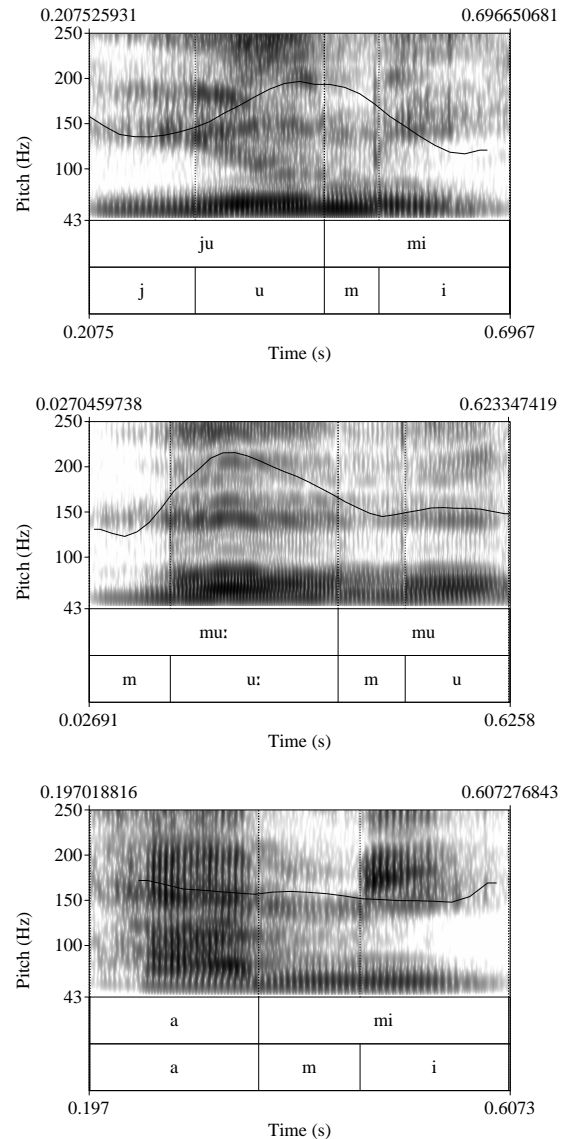 0.207525931 0.696650681
250
200
150
100
43
Pitch (Hz)
ju mi
j u m i
0.2075 0.6967
Time (s)
0.0270459738 0.623347419
250
200
150
100
43
Pitch (Hz)
muː mu
m uː m u
0.02691 0.6258
Time (s)
0.197018816 0.607276843
250
200
150
100
43
Pitch (Hz)
a mi
a m i
0.197 0.6073
Time (s)